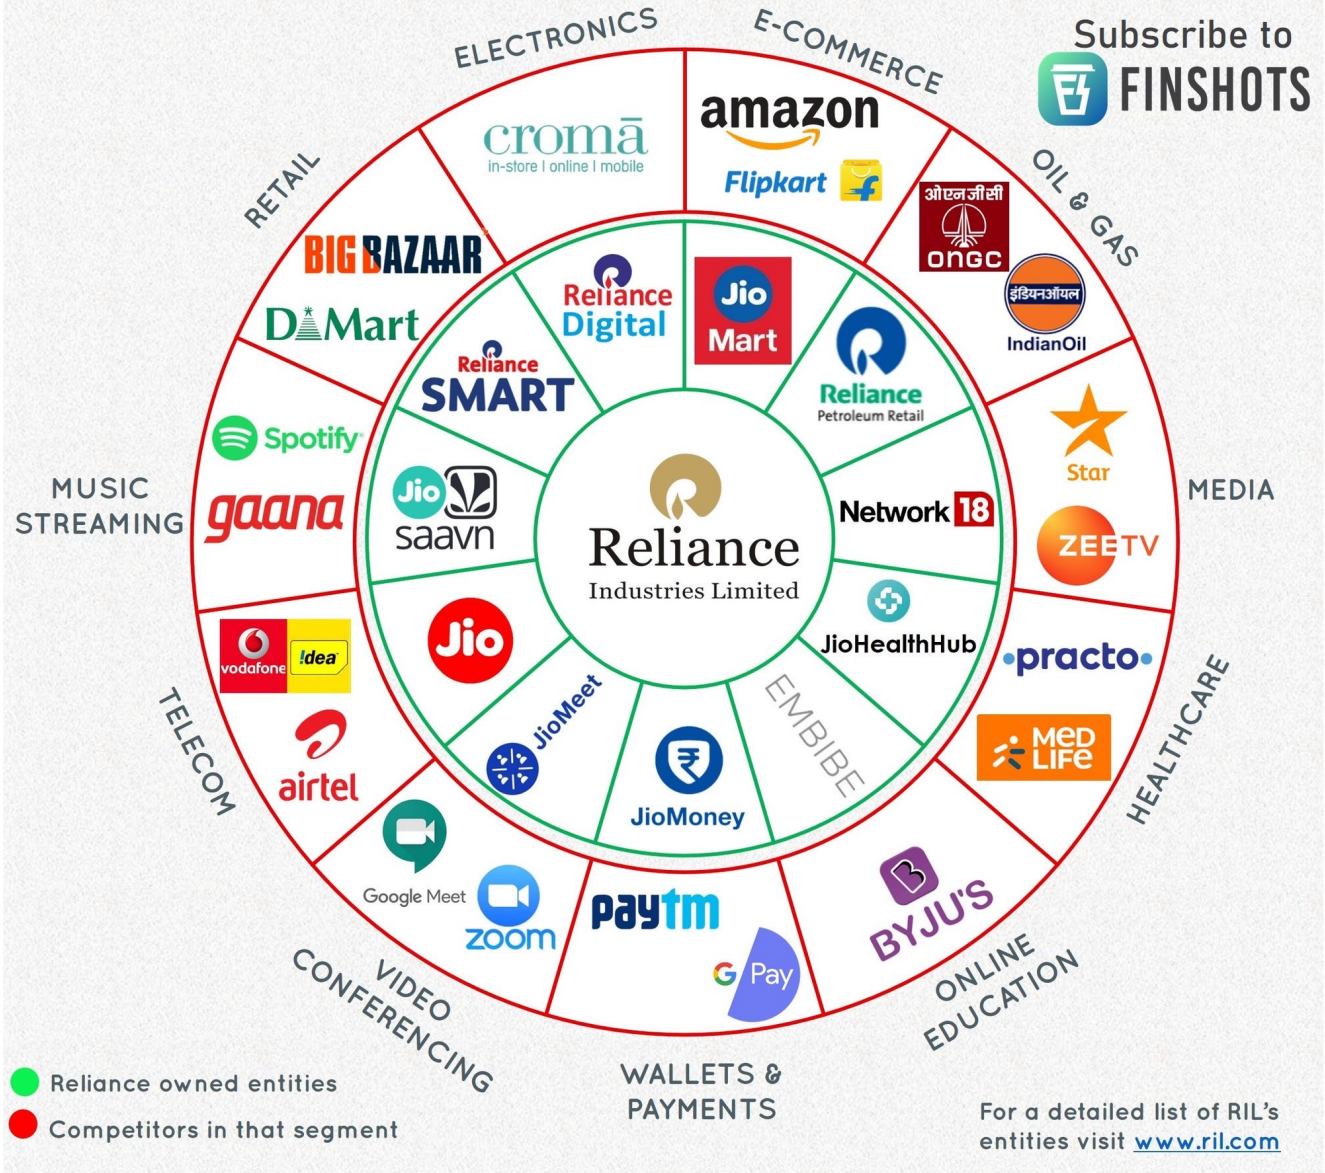 ELECTRONICS
E-COMMERCE
Subscribe to
FINSHOTS
RETAIL
OIL & GAS
MEDIA
HEALTHCARE
ONLINE
EDUCATION
WALLETS &
PAYMENTS
VIDEO
CONFERENCING
TELECOM
MUSIC
STREAMING
cromā
in-store | online | mobile
amazon
Flipkart
ओएनजीसी
ONGC
इंडियनऑयल
IndianOil
Star
ZEETV
practo
MED
LIFe
BYJU'S
paytm
G Pay
Google Meet
zoom
vodafone
!dea
airtel
Spotify
gaana
BIG BAZAAR
DMart
Reliance
Digital
Jio
Mart
Reliance
Petroleum Retail
Network 18
JioHealthHub
EMBIBE
JioMoney
JioMeet
Jio
Jio
saavn
Reliance
SMART
Reliance
Industries Limited
Reliance owned entities
Competitors in that segment
For a detailed list of RIL's
entities visit www.ril.com